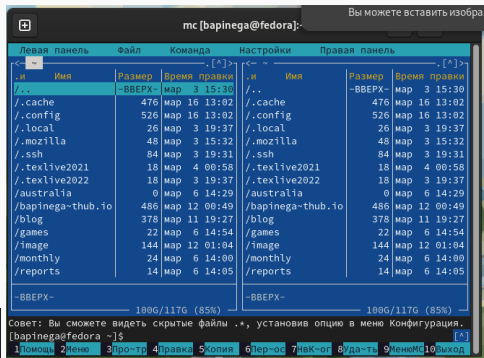 Вы можете вставить изобра
mc [bapinega@fedora]:
Левая панель Файл Команда Настройки Правая панель
<─ ~ .[^]> <─ ~ .[^]>
.и Имя Размер Время правки .и Имя Размер Время правки
/.. -ВВЕРХ- мар 3 15:30 /.. -ВВЕРХ- мар 3 15:30
/.cache 476 мар 16 13:02 /.cache 476 мар 16 13:02
/.config 526 мар 16 13:02 /.config 526 мар 16 13:02
/.local 26 мар 3 19:37 /.local 26 мар 3 19:37
/.mozilla 48 мар 3 15:32 /.mozilla 48 мар 3 15:32
/.ssh 84 мар 3 19:31 /.ssh 84 мар 3 19:31
/.texlive2021 18 мар 4 00:58 /.texlive2021 18 мар 4 00:58
/.texlive2022 18 мар 3 19:37 /.texlive2022 18 мар 3 19:37
/australia 0 мар 6 14:29 /australia 0 мар 6 14:29
/bapinega~thub.io 486 мар 12 00:49 /bapinega~thub.io 486 мар 12 00:49
/blog 378 мар 11 19:27 /blog 378 мар 11 19:27
/games 22 мар 6 14:54 /games 22 мар 6 14:54
/image 144 мар 12 01:04 /image 144 мар 12 01:04
/monthly 24 мар 6 14:00 /monthly 24 мар 6 14:00
/reports 14 мар 6 14:05 /reports 14 мар 6 14:05
-ВВЕРХ- -ВВЕРХ-
100G/117G (85%) 100G/117G (85%)
Совет: Вы сможете видеть скрытые файлы .*, установив опцию в меню Конфигурация.
[bapinega@fedora ~]$ [^]
1Помощь 2Меню 3Про~тр 4Правка 5Копия 6Пер~ос 7НвК~ог 8Уда~ть 9МенюMC 10Выход